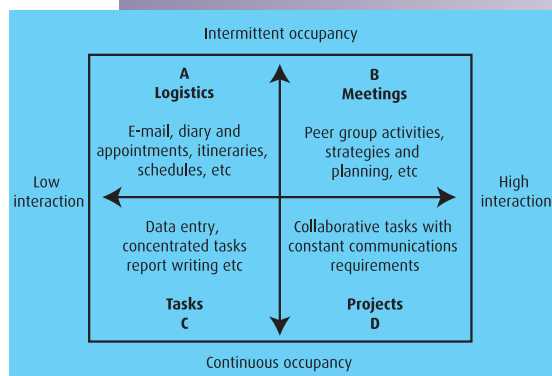 Intermittent occupancy
A
Logistics
E-mail, diary and
appointments, itineraries,
schedules, etc
B
Meetings
Peer group activities,
strategies and
planning, etc
Low
interaction
High
interaction
Data entry,
concentrated tasks
report writing etc
Tasks
C
Collaborative tasks with
constant communications
requirements
Projects
D
Continuous occupancy